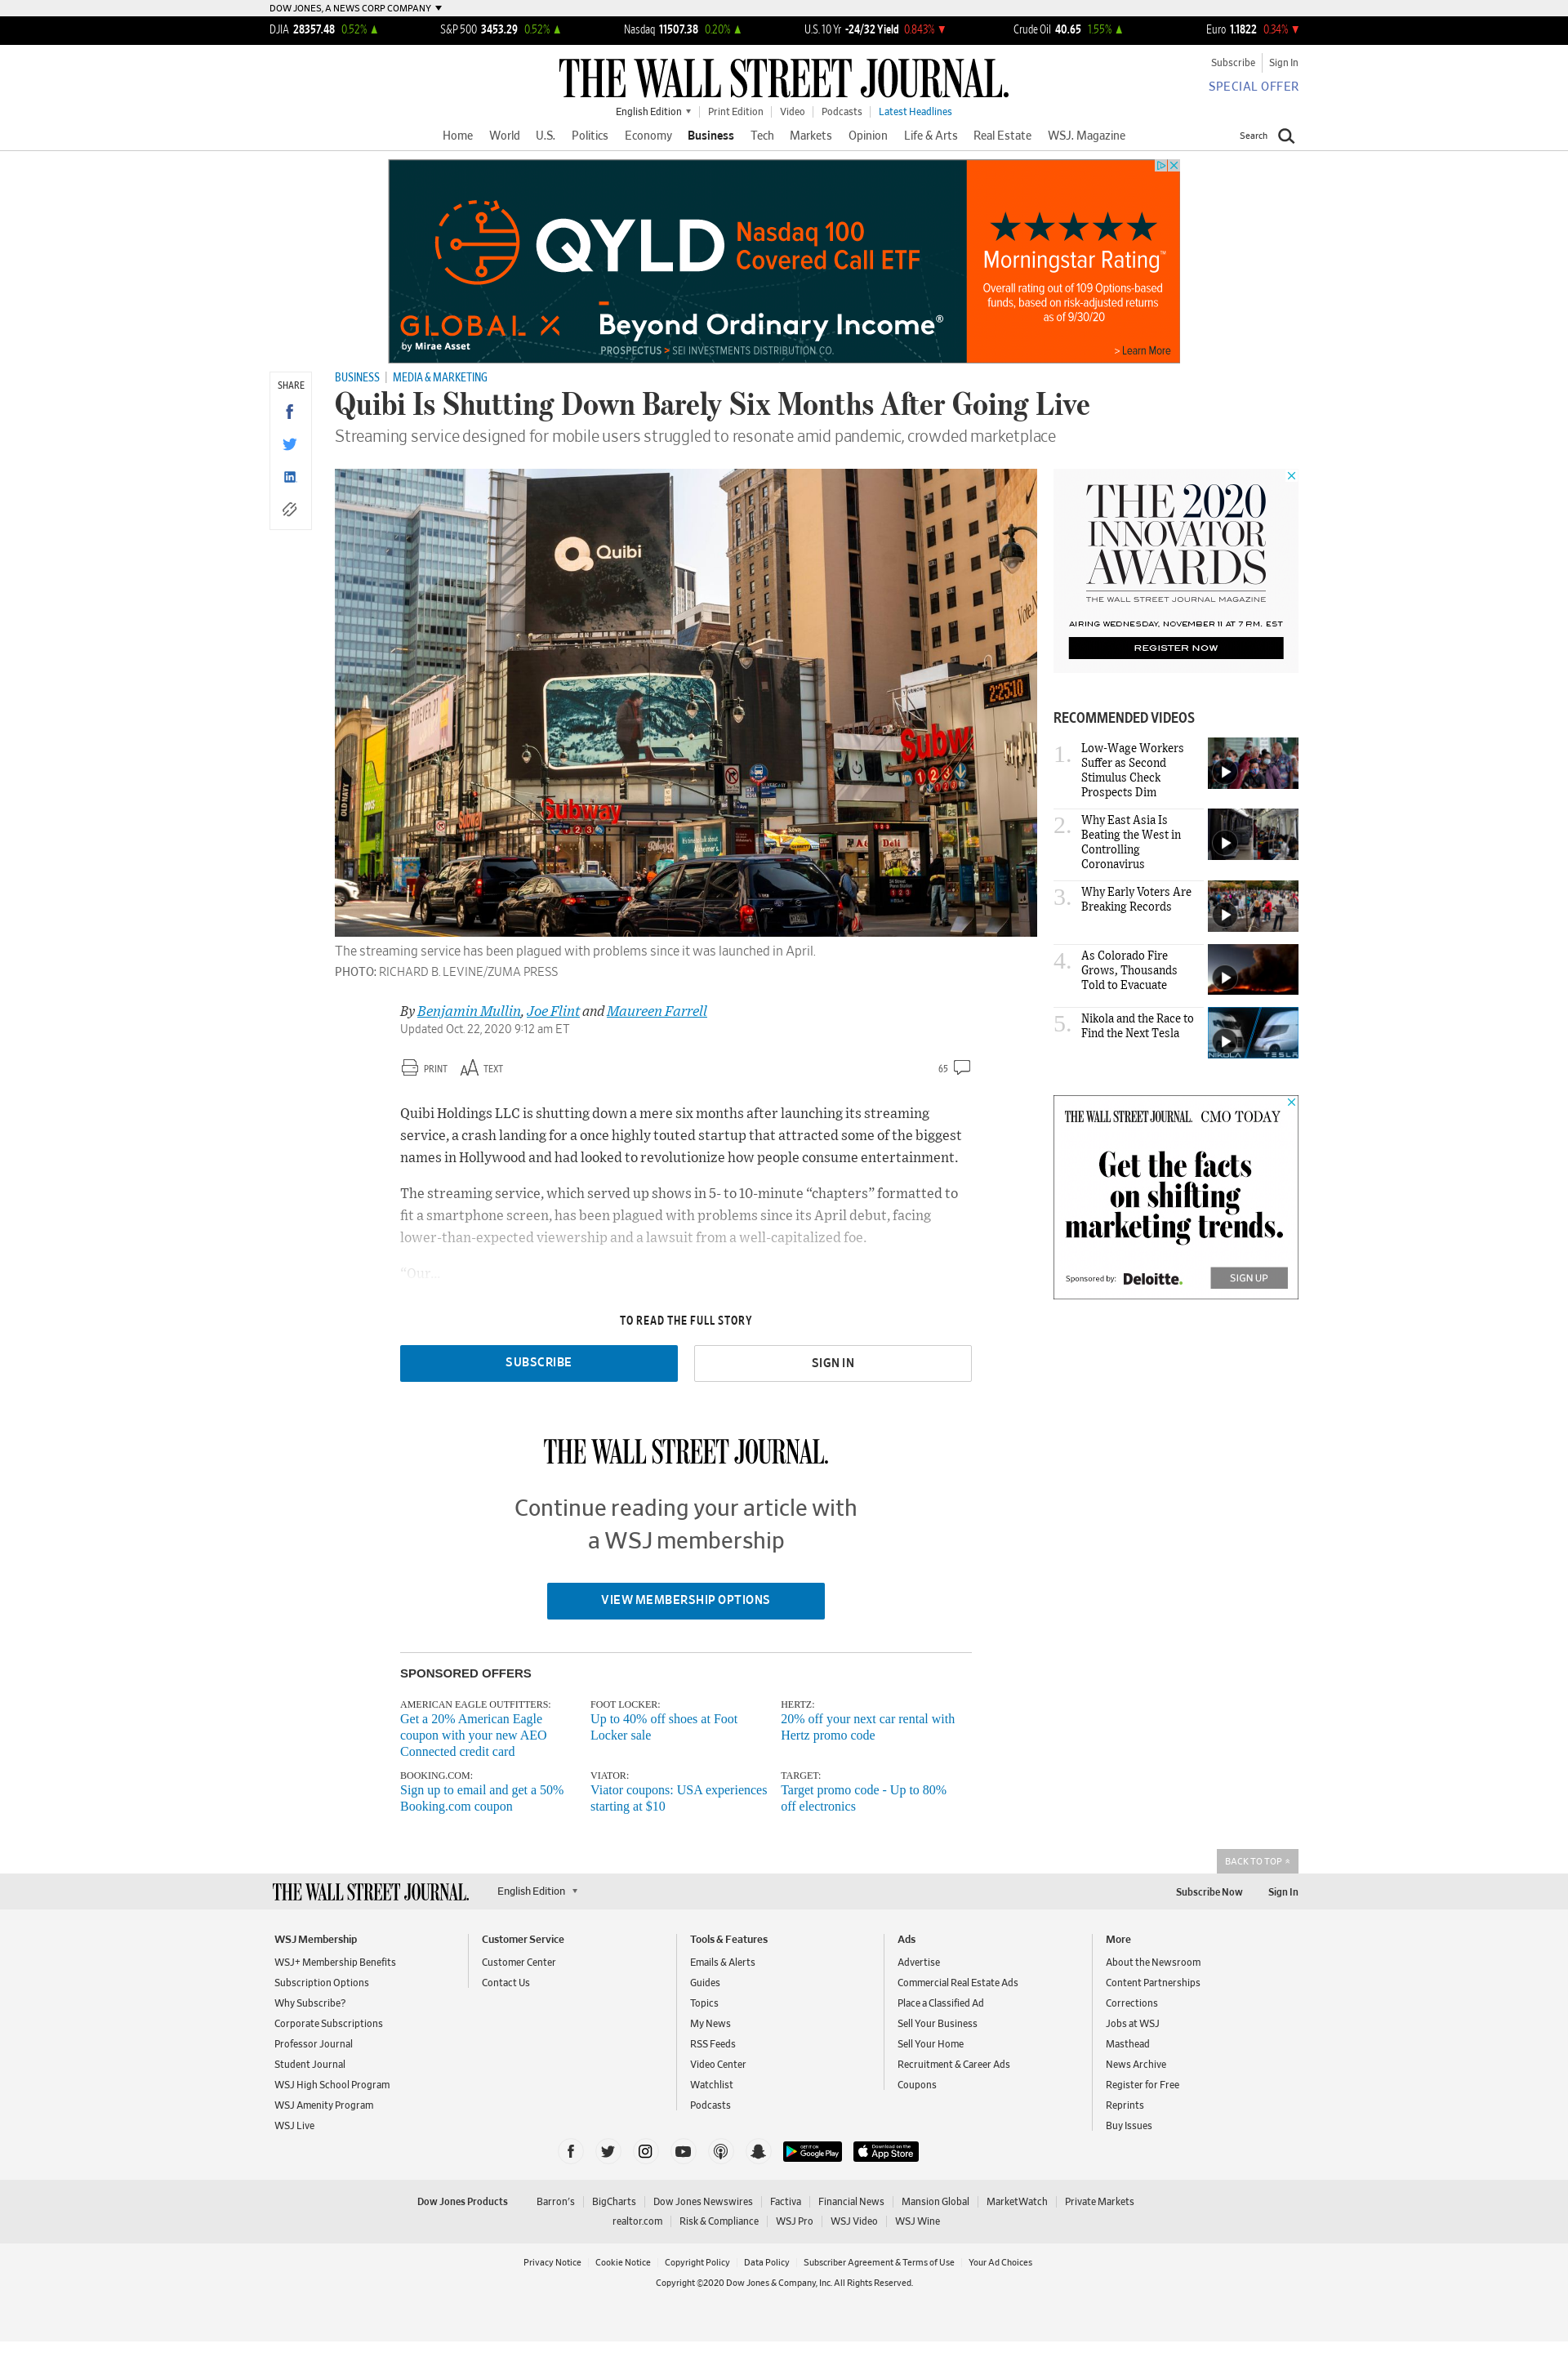 DOW JONES, A NEWS CORP COMPANY
DJIA 28357.48 0.52%
S&P 500 3453.29 0.52%
Nasdaq 11507.38 0.20%
U.S. 10 Yr -24/32 Yield 0.843%
Crude Oil 40.65 1.55%
Euro 1.1822 0.34%
THE WALL STREET JOURNAL.
Subscribe
Sign In
SPECIAL OFFER
English Edition
Print Edition
Video
Podcasts
Latest Headlines
Home
World
U.S.
Politics
Economy
Business
Tech
Markets
Opinion
Life & Arts
Real Estate
WSJ. Magazine
Search
QYLD
Nasdaq 100
Covered Call ETF
GLOBAL X
by Mirae Asset
Beyond Ordinary Income®
PROSPECTUS > SEI INVESTMENTS DISTRIBUTION CO.
Morningstar Rating™
Overall rating out of 109 Options-based
funds, based on risk-adjusted returns
as of 9/30/20
> Learn More
SHARE
BUSINESS | MEDIA & MARKETING
Quibi Is Shutting Down Barely Six Months After Going Live
Streaming service designed for mobile users struggled to resonate amid pandemic, crowded marketplace
Quibi
FOREVER 21
OLD NAVY
Subway
Subway
2:25:10
Deli
The streaming service has been plagued with problems since it was launched in April.
PHOTO: RICHARD B. LEVINE/ZUMA PRESS
By Benjamin Mullin, Joe Flint and Maureen Farrell
Updated Oct. 22, 2020 9:12 am ET
PRINT
TEXT
65
Quibi Holdings LLC is shutting down a mere six months after launching its streaming
service, a crash landing for a once highly touted startup that attracted some of the biggest
names in Hollywood and had looked to revolutionize how people consume entertainment.
The streaming service, which served up shows in 5- to 10-minute “chapters” formatted to
fit a smartphone screen, has been plagued with problems since its April debut, facing
lower-than-expected viewership and a lawsuit from a well-capitalized foe.
“Our...
TO READ THE FULL STORY
SUBSCRIBE
SIGN IN
THE WALL STREET JOURNAL.
Continue reading your article with
a WSJ membership
VIEW MEMBERSHIP OPTIONS
THE 2020
INNOVATOR
AWARDS
THE WALL STREET JOURNAL MAGAZINE
AIRING WEDNESDAY, NOVEMBER 11 AT 7 P.M. EST
REGISTER NOW
RECOMMENDED VIDEOS
1. Low-Wage Workers
Suffer as Second
Stimulus Check
Prospects Dim
2. Why East Asia Is
Beating the West in
Controlling
Coronavirus
3. Why Early Voters Are
Breaking Records
4. As Colorado Fire
Grows, Thousands
Told to Evacuate
5. Nikola and the Race to
Find the Next Tesla
NIKOLA
TESLA
THE WALL STREET JOURNAL. CMO TODAY
Get the facts
on shifting
marketing trends.
Sponsored by: Deloitte.
SIGN UP
SPONSORED OFFERS
AMERICAN EAGLE OUTFITTERS:
Get a 20% American Eagle
coupon with your new AEO
Connected credit card
FOOT LOCKER:
Up to 40% off shoes at Foot
Locker sale
HERTZ:
20% off your next car rental with
Hertz promo code
BOOKING.COM:
Sign up to email and get a 50%
Booking.com coupon
VIATOR:
Viator coupons: USA experiences
starting at $10
TARGET:
Target promo code - Up to 80%
off electronics
BACK TO TOP
THE WALL STREET JOURNAL.
English Edition
Subscribe Now
Sign In
WSJ Membership
WSJ+ Membership Benefits
Subscription Options
Why Subscribe?
Corporate Subscriptions
Professor Journal
Student Journal
WSJ High School Program
WSJ Amenity Program
WSJ Live
Customer Service
Customer Center
Contact Us
Tools & Features
Emails & Alerts
Guides
Topics
My News
RSS Feeds
Video Center
Watchlist
Podcasts
Ads
Advertise
Commercial Real Estate Ads
Place a Classified Ad
Sell Your Business
Sell Your Home
Recruitment & Career Ads
Coupons
More
About the Newsroom
Content Partnerships
Corrections
Jobs at WSJ
Masthead
News Archive
Register for Free
Reprints
Buy Issues
GET IT ON
Google Play
Download on the
App Store
Dow Jones Products
Barron's
BigCharts
Dow Jones Newswires
Factiva
Financial News
Mansion Global
MarketWatch
Private Markets
realtor.com
Risk & Compliance
WSJ Pro
WSJ Video
WSJ Wine
Privacy Notice
Cookie Notice
Copyright Policy
Data Policy
Subscriber Agreement & Terms of Use
Your Ad Choices
Copyright ©2020 Dow Jones & Company, Inc. All Rights Reserved.